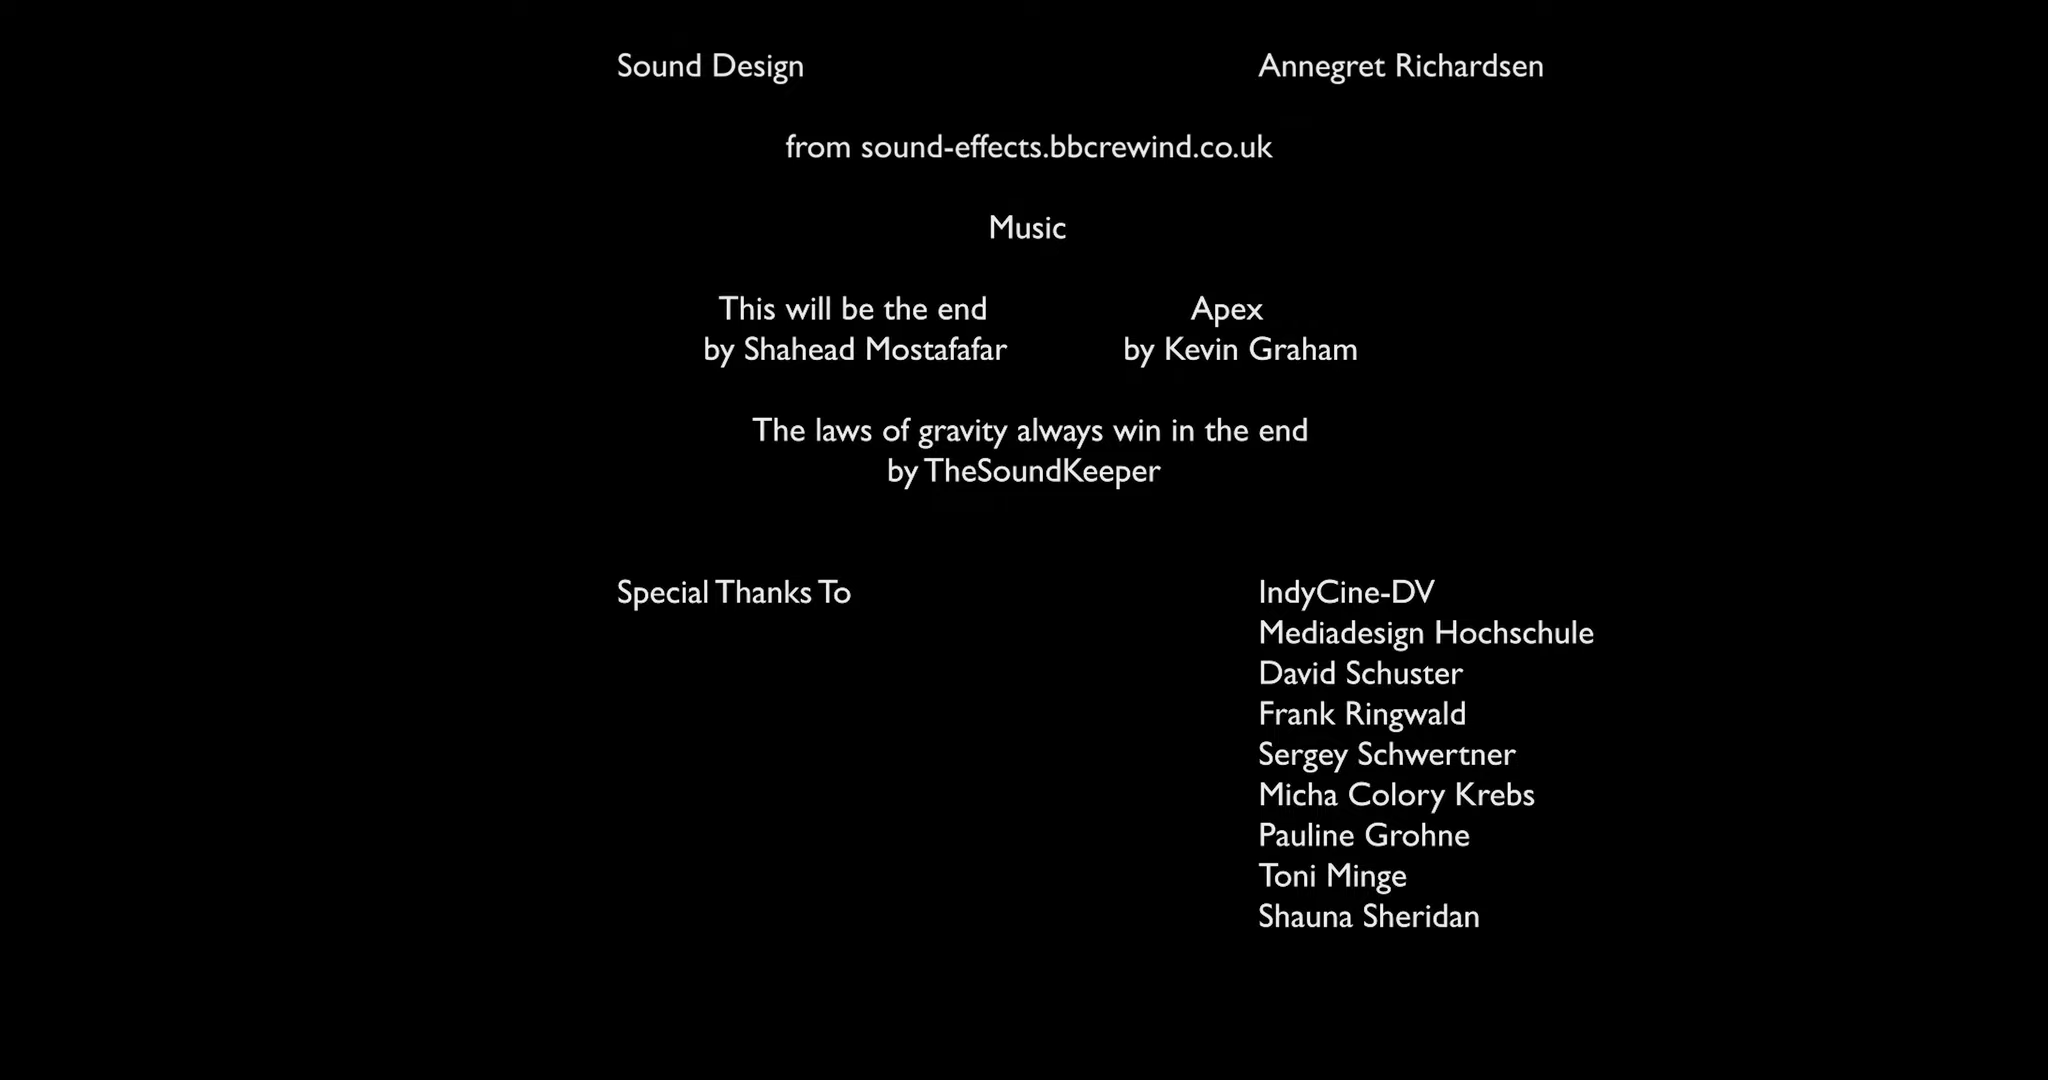 Sound Design Annegret Richardsen
from sound-effects.bbcrewind.co.uk
Music
This will be the end Apex
by Shahead Mostafafar by Kevin Graham
The laws of gravity always win in the end
by TheSoundKeeper
Special Thanks To IndyCine-DV
Mediadesign Hochschule
David Schuster
Frank Ringwald
Sergey Schwertner
Micha Colory Krebs
Pauline Grohne
Toni Minge
Shauna Sheridan